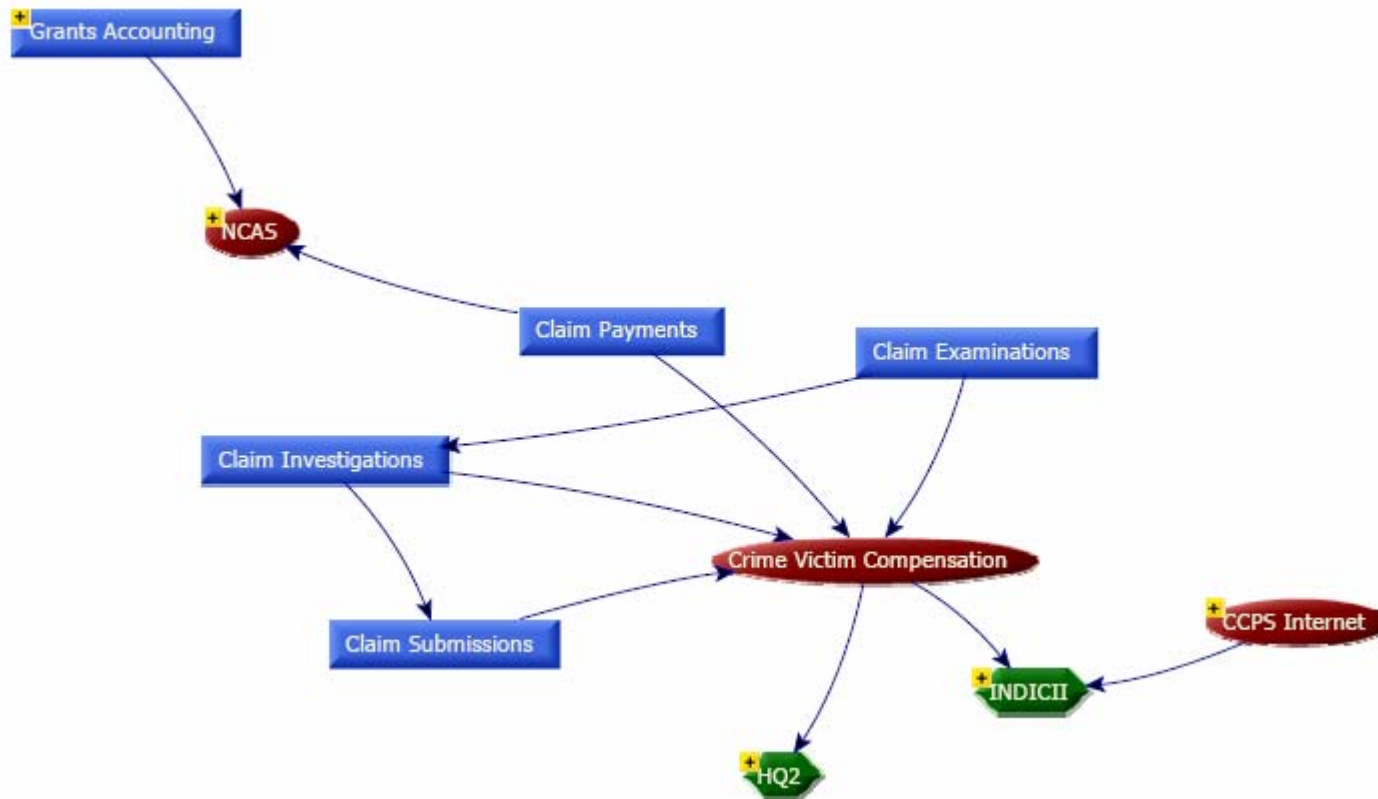 +
Grants Accounting
+
NCAS
Claim Payments
Claim Examinations
Claim Investigations
Crime Victim Compensation
Claim Submissions
+
CCPS Internet
+
INDICII
+
HQ2